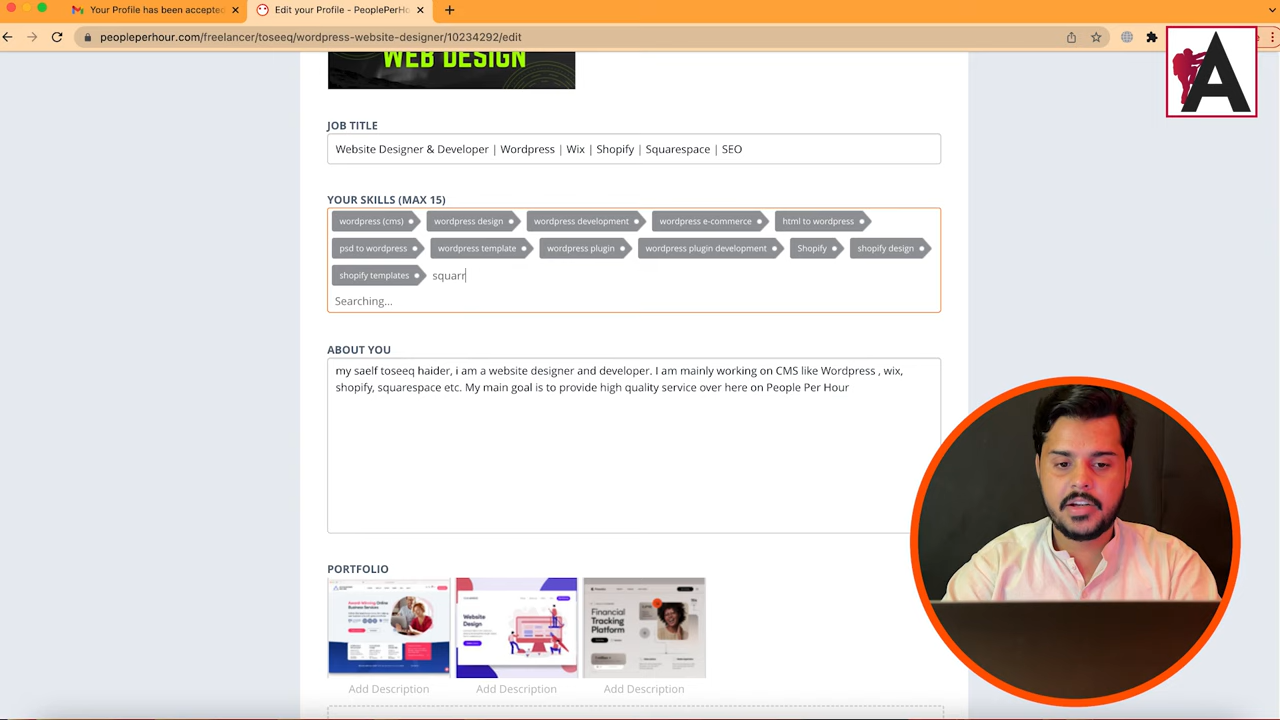 Your Profile has been accepted
Edit your Profile - PeoplePerHo
peopleperhour.com/freelancer/toseeq/wordpress-website-designer/10234292/edit
A
WEB DESIGN
JOB TITLE
Website Designer & Developer | Wordpress | Wix | Shopify | Squarespace | SEO
YOUR SKILLS (MAX 15)
wordpress (cms) wordpress design wordpress development wordpress e-commerce html to wordpress
psd to wordpress wordpress template wordpress plugin wordpress plugin development Shopify shopify design
shopify templates squarr
Searching...
ABOUT YOU
my saelf toseeq haider, i am a website designer and developer. I am mainly working on CMS like Wordpress , wix,
shopify, squarespace etc. My main goal is to provide high quality service over here on People Per Hour
PORTFOLIO
Website
Design
Financial
Tracking
Platform
Add Description Add Description Add Description